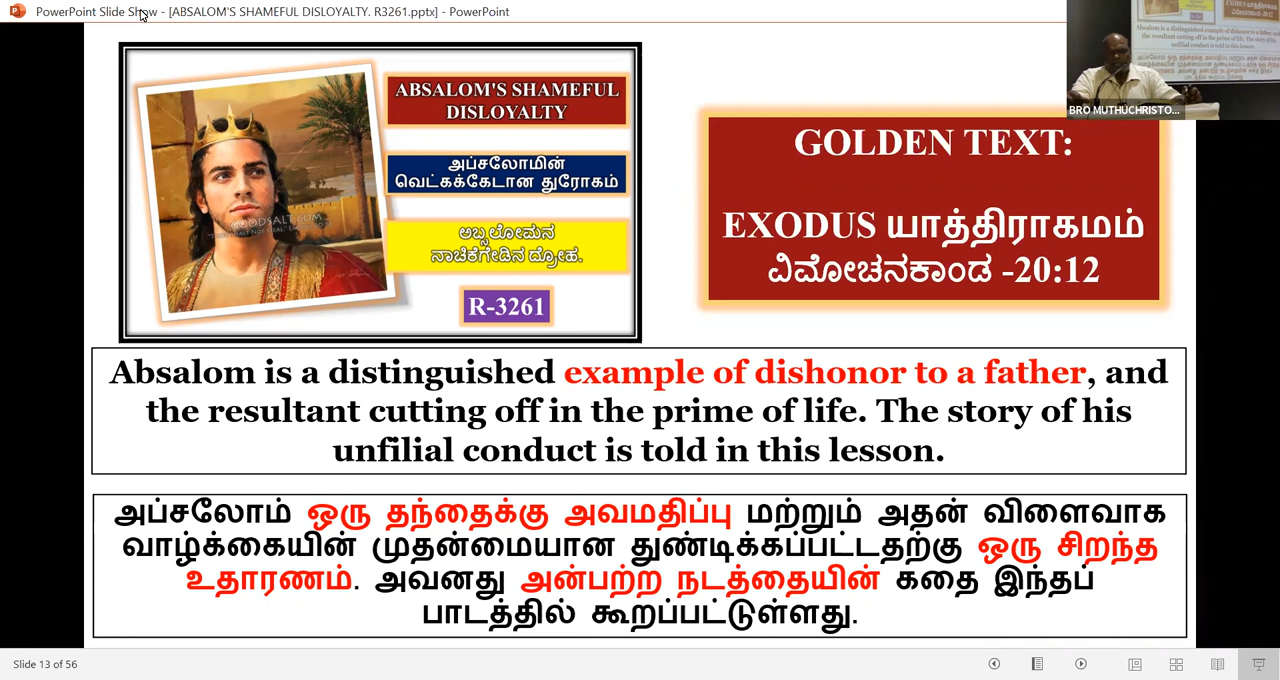 PowerPoint Slide Show - [ABSALOM'S SHAMEFUL DISLOYALTY. R3261.pptx] - PowerPoint
BRO MUTHUCHRISTO...
ABSALOM'S SHAMEFUL
DISLOYALTY
அப்சலோமின்
வெட்கக்கேடான துரோகம்
ಅಬ್ಸಲೋಮನ
ನಾಚಿಕೆಗೇಡಿನ ದ್ರೋಹ.
R-3261
GOODSALT.COM
GOLDEN TEXT:
EXODUS யாத்திராகமம்
ವಿಮೋಚನಕಾಂಡ -20:12
Absalom is a distinguished example of dishonor to a father, and
the resultant cutting off in the prime of life. The story of his
unfilial conduct is told in this lesson.
அப்சலோம் ஒரு தந்தைக்கு அவமதிப்பு மற்றும் அதன் விளைவாக
வாழ்க்கையின் முதன்மையான துண்டிக்கப்பட்டதற்கு ஒரு சிறந்த
உதாரணம். அவனது அன்பற்ற நடத்தையின் கதை இந்தப்
பாடத்தில் கூறப்பட்டுள்ளது.
Slide 13 of 56